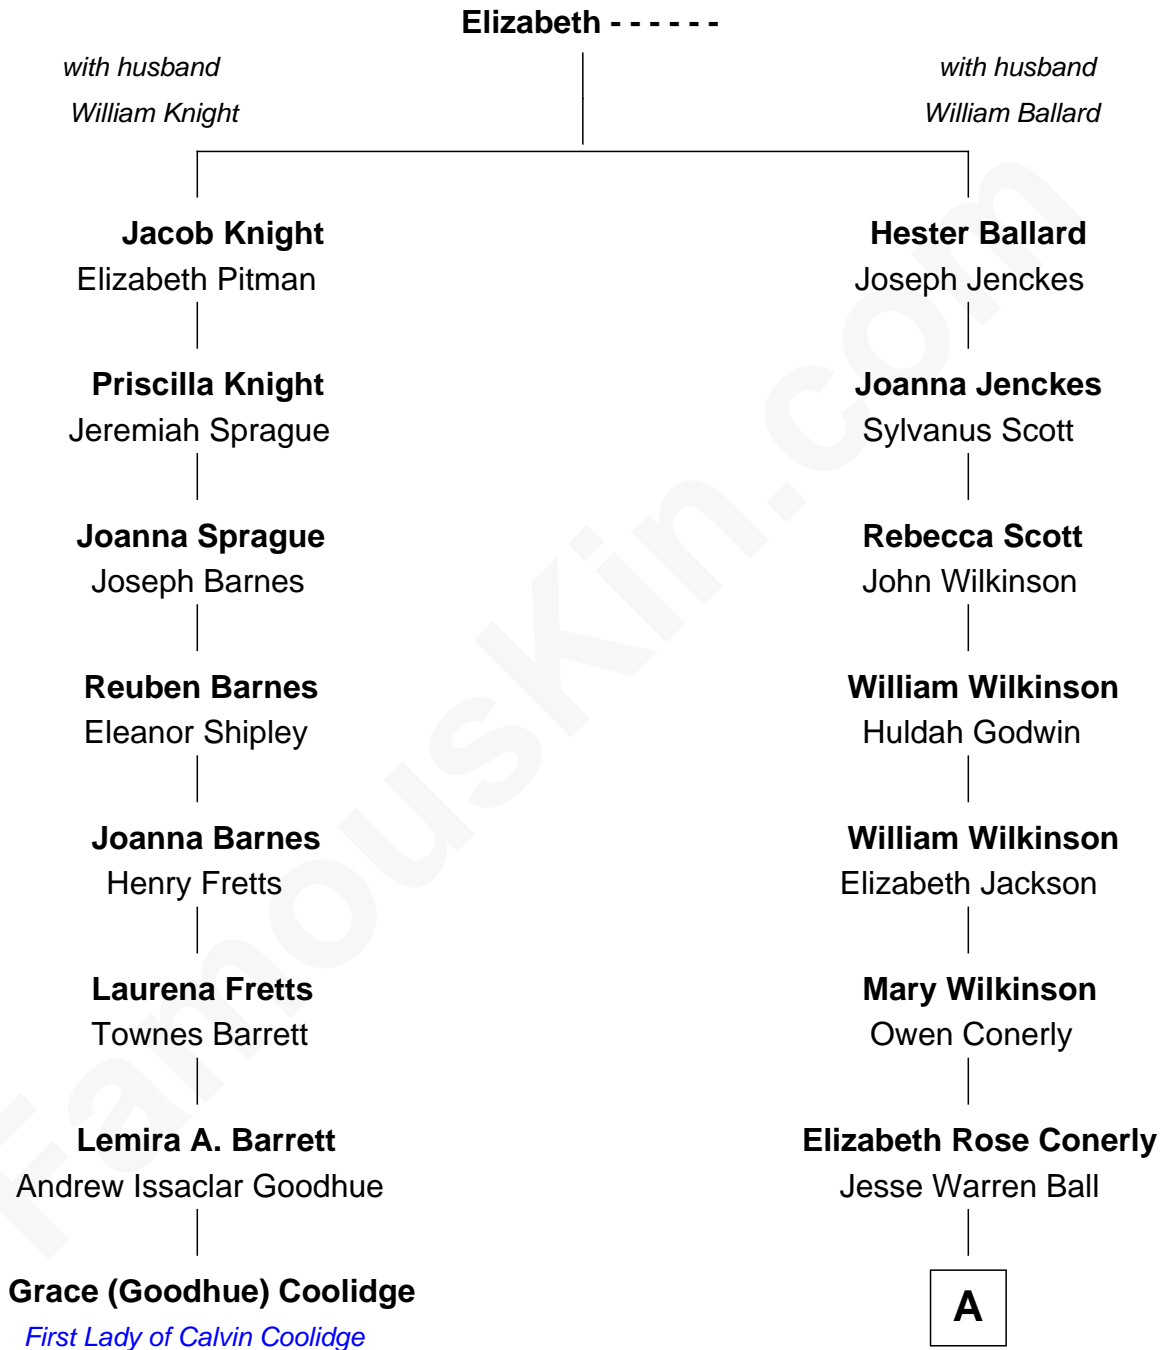 Elizabeth - - - - - -
with husband
William Knight
with husband
William Ballard
Jacob Knight
Elizabeth Pitman
Hester Ballard
Joseph Jenckes
Priscilla Knight
Jeremiah Sprague
Joanna Jenckes
Sylvanus Scott
Joanna Sprague
Joseph Barnes
Rebecca Scott
John Wilkinson
Reuben Barnes
Eleanor Shipley
William Wilkinson
Huldah Godwin
Joanna Barnes
Henry Fretts
William Wilkinson
Elizabeth Jackson
Laurena Fretts
Townes Barrett
Mary Wilkinson
Owen Conerly
Lemira A. Barrett
Andrew Issaclar Goodhue
Elizabeth Rose Conerly
Jesse Warren Ball
Grace (Goodhue) Coolidge
First Lady of Calvin Coolidge
A
FamousKin.com